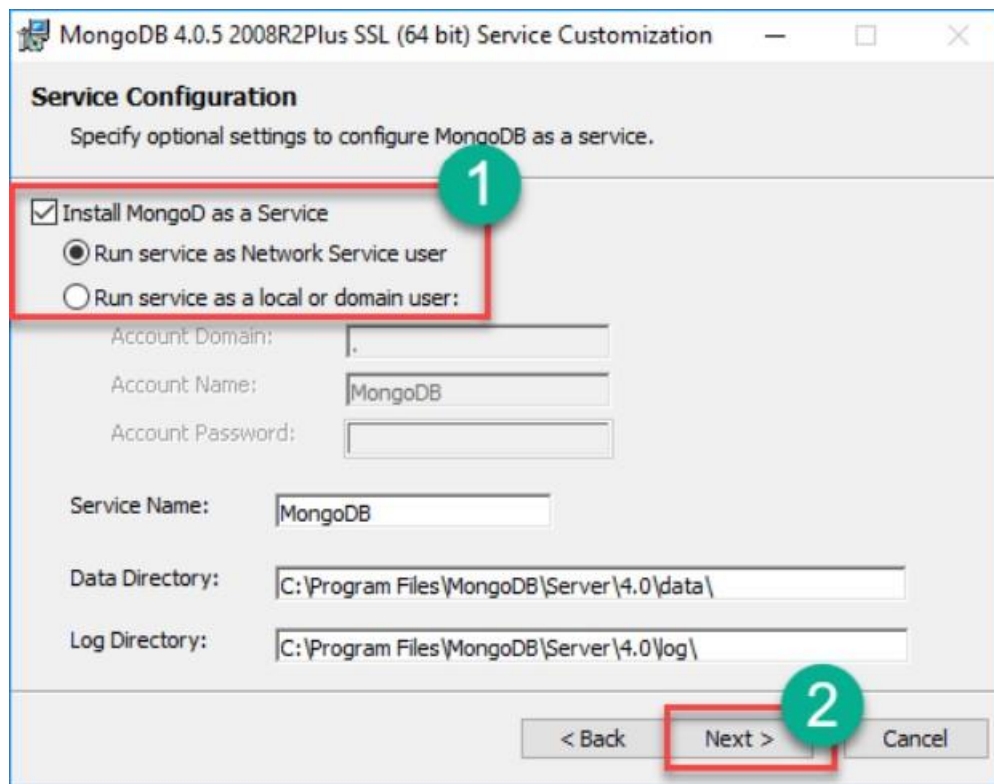 MongoDB 4.0.5 2008R2Plus SSL (64 bit) Service Customization
Service Configuration
Specify optional settings to configure MongoDB as a service.
1
Install MongoD as a Service
Run service as Network Service user
Run service as a local or domain user:
Account Domain: .
Account Name: MongoDB
Account Password:
Service Name: MongoDB
Data Directory: C:\Program Files\MongoDB\Server\4.0\data\
Log Directory: C:\Program Files\MongoDB\Server\4.0\log\
2
< Back Next > Cancel